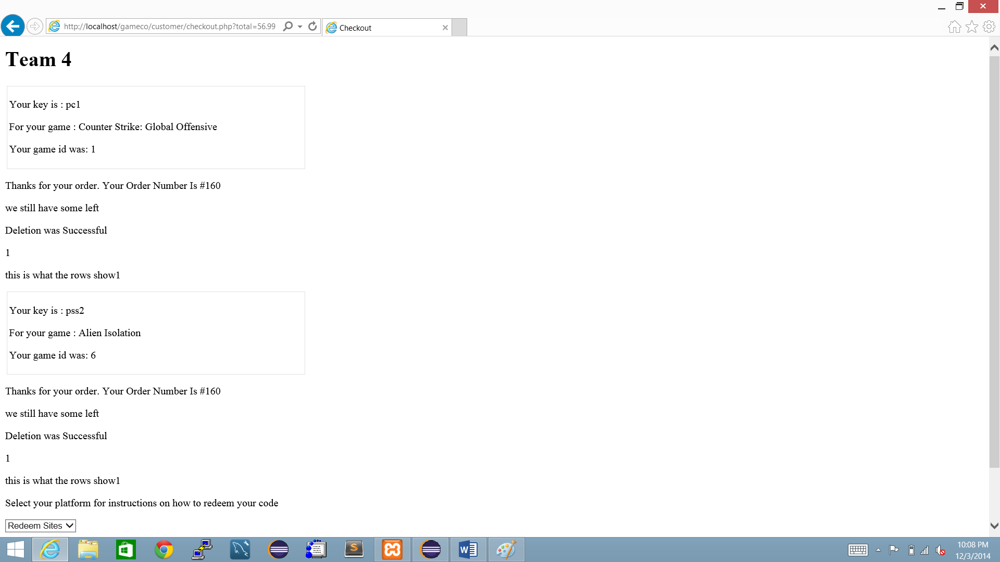 http://localhost/gameco/customer/checkout.php?total=56.99
Checkout
Team 4
Your key is : pc1
For your game : Counter Strike: Global Offensive
Your game id was: 1
Thanks for your order. Your Order Number Is #160
we still have some left
Deletion was Successful
1
this is what the rows show1
Your key is : pss2
For your game : Alien Isolation
Your game id was: 6
Thanks for your order. Your Order Number Is #160
we still have some left
Deletion was Successful
1
this is what the rows show1
Select your platform for instructions on how to redeem your code
Redeem Sites
10:08 PM
12/3/2014